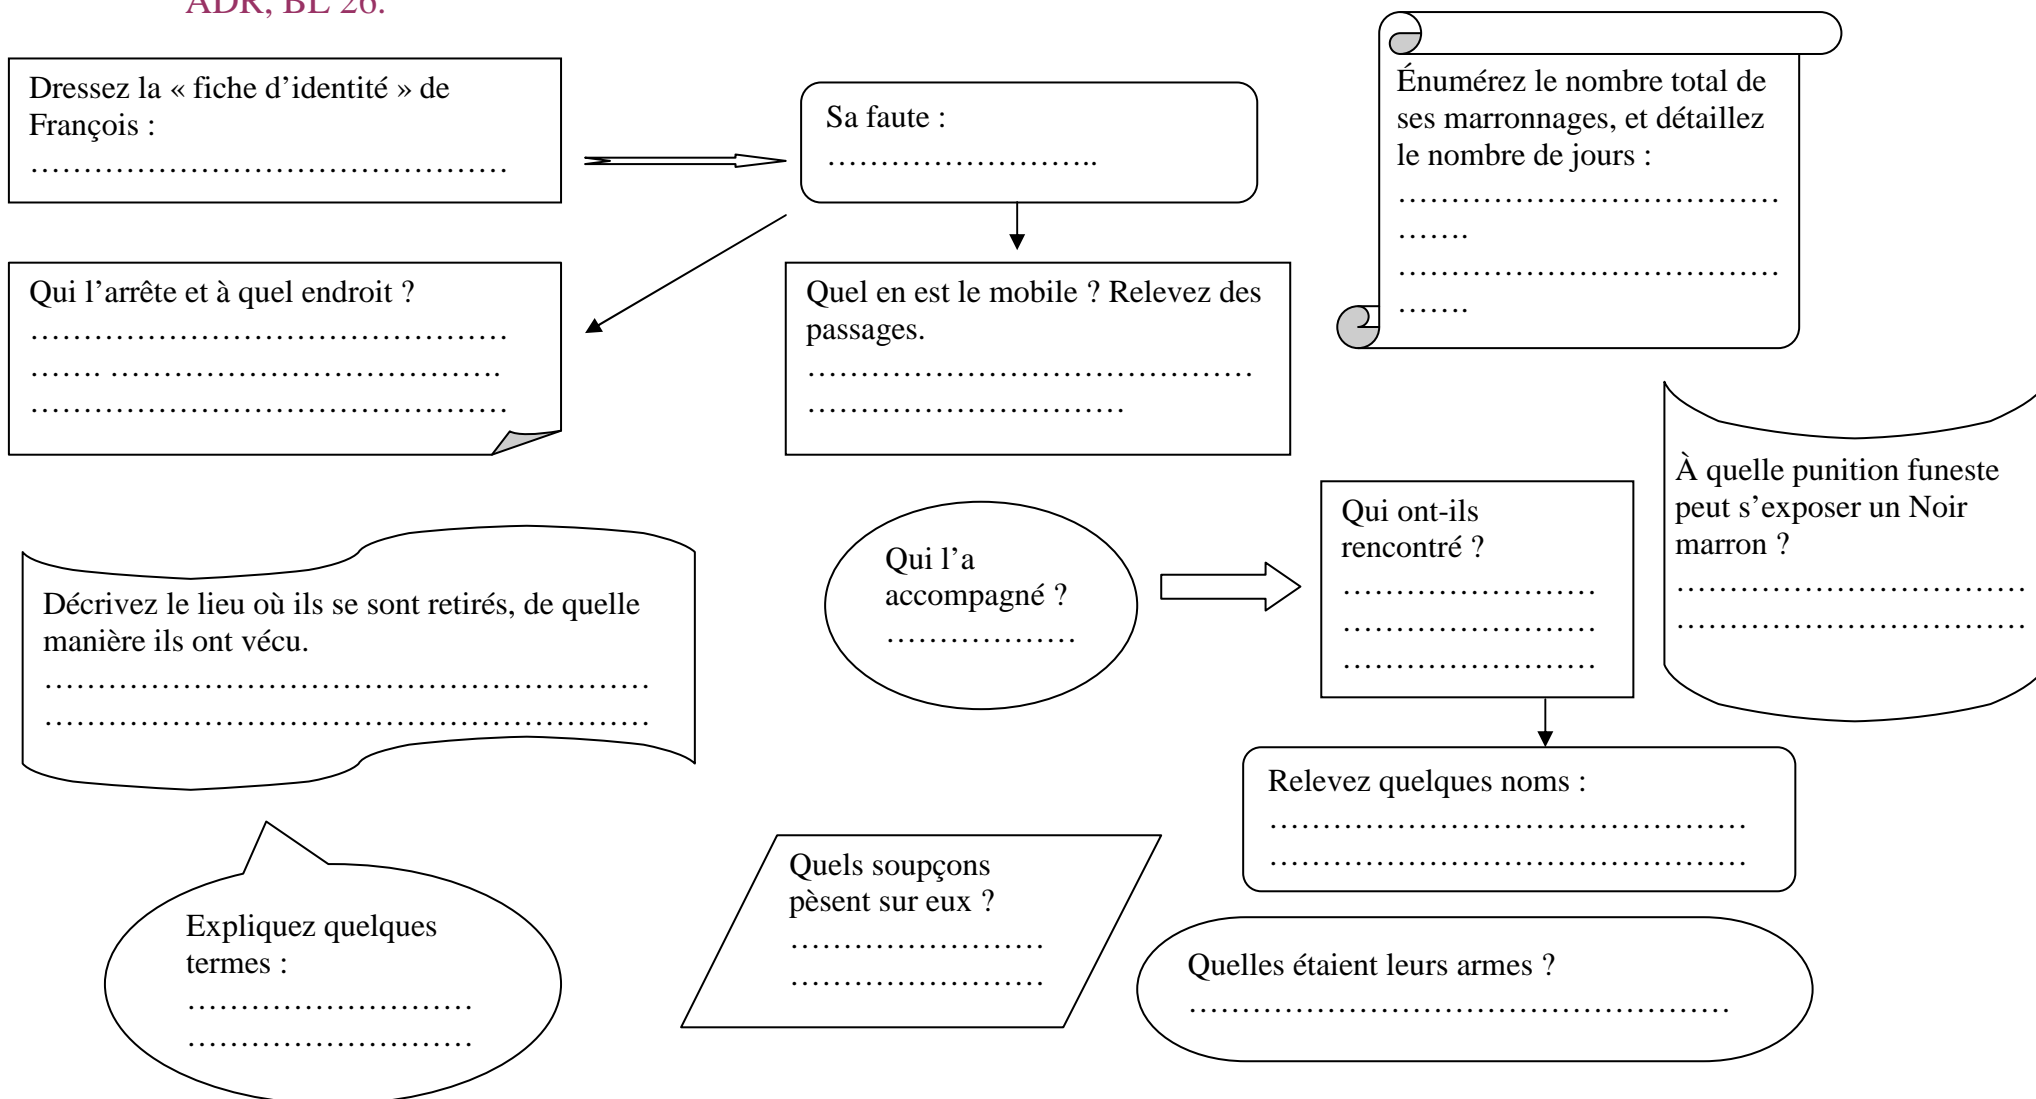 ADR, BL 26.
Dressez la « fiche d’identité » de
François :
…………………………………………
Sa faute :
……………………..
Énumérez le nombre total de
ses marronnages, et détaillez
le nombre de jours :
………………………………
…….
………………………………
…….
Qui l’arrête et à quel endroit ?
………………………………………
……. ……………………………….
………………………………………
Quel en est le mobile ? Relevez des
passages.
……………………………………
…………………………
À quelle punition funeste
peut s’exposer un Noir
marron ?
……………………………
……………………………
Qui ont-ils
rencontré ?
……………………
……………………
……………………
Qui l’a
accompagné ?
………………
Décrivez le lieu où ils se sont retirés, de quelle
manière ils ont vécu.
…………………………………………………
…………………………………………………
Relevez quelques noms :
………………………………………
………………………………………
Quels soupçons
pèsent sur eux ?
……………………
……………………
Expliquez quelques
termes :
………………………
………………………
Quelles étaient leurs armes ?
……………………………………………